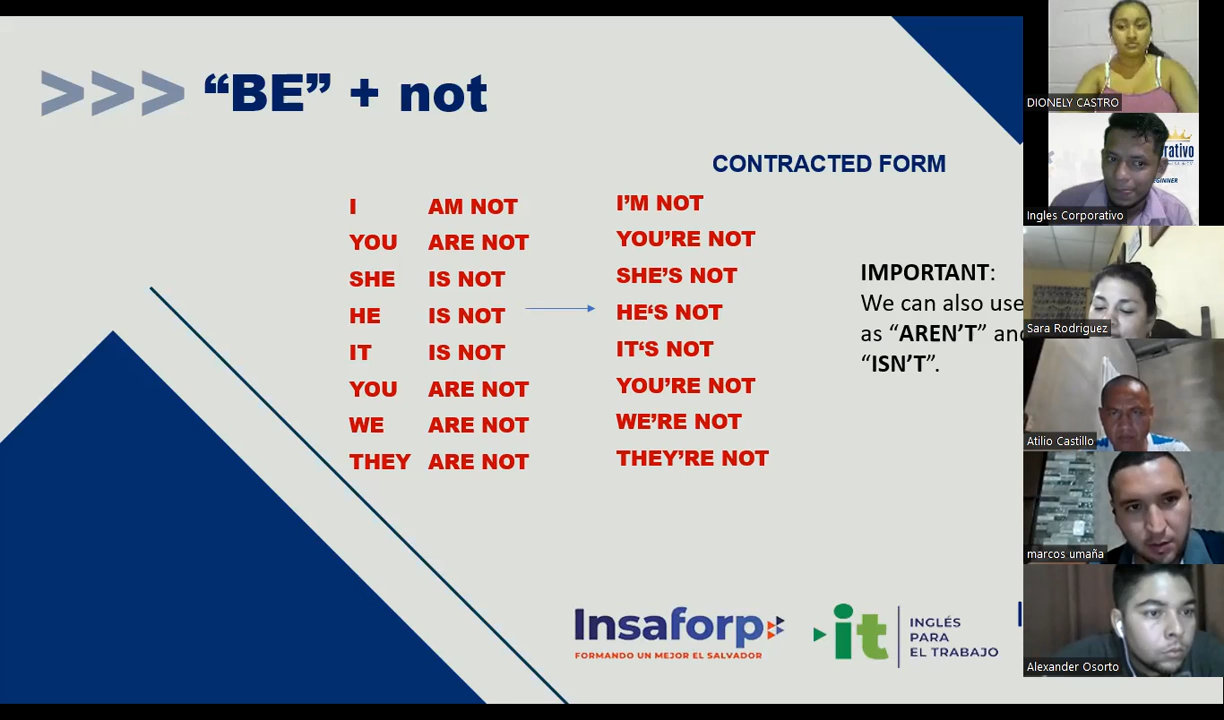 >>> “BE” + not
CONTRACTED FORM
I AM NOT I’M NOT
YOU ARE NOT YOU’RE NOT
SHE IS NOT SHE’S NOT
HE IS NOT HE‘S NOT
IT IS NOT IT‘S NOT
YOU ARE NOT YOU’RE NOT
WE ARE NOT WE’RE NOT
THEY ARE NOT THEY’RE NOT
IMPORTANT:
We can also use
as “AREN’T” and
“ISN’T”.
Insaforp
FORMANDO UN MEJOR EL SALVADOR
it
INGLÉS
PARA
EL TRABAJO
DIONELY CASTRO
Ingles Corporativo
Sara Rodriguez
Atilio Castillo
marcos umaña
Alexander Osorto